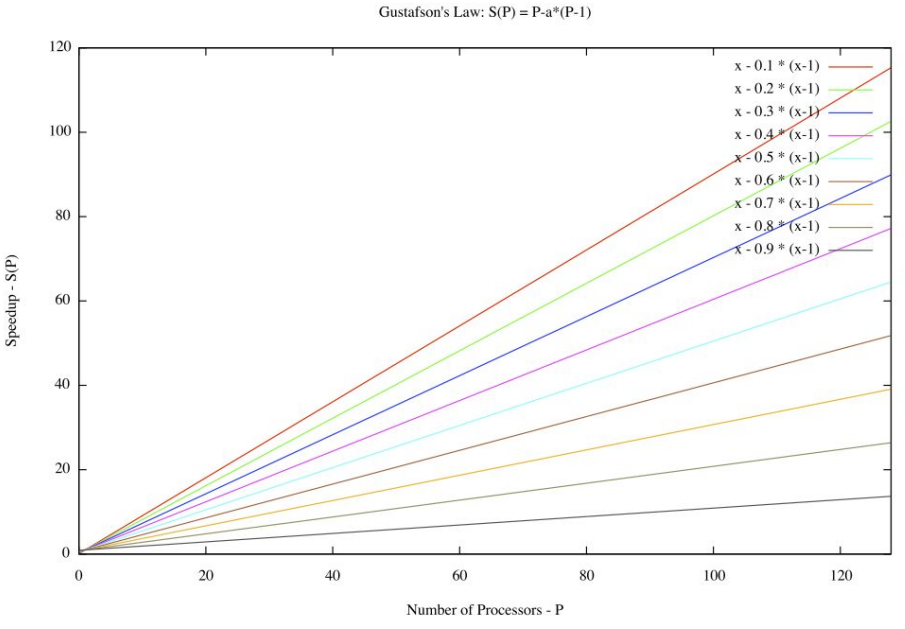 Gustafson's Law: S(P) = P-a*(P-1)
120
100
80
60
40
20
0
Speedup - S(P)
x - 0.1 * (x-1)
x - 0.2 * (x-1)
x - 0.3 * (x-1)
x - 0.4 * (x-1)
x - 0.5 * (x-1)
x - 0.6 * (x-1)
x - 0.7 * (x-1)
x - 0.8 * (x-1)
x - 0.9 * (x-1)
0 20 40 60 80 100 120
Number of Processors - P